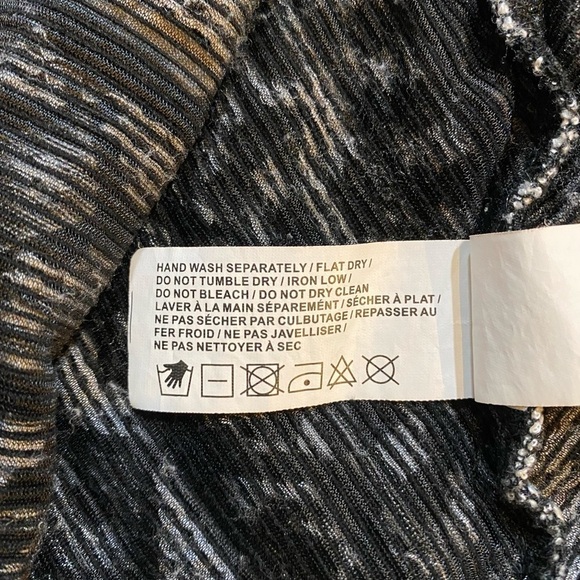 HAND WASH SEPARATELY / FLAT DRY /
DO NOT TUMBLE DRY / IRON LOW /
DO NOT BLEACH / DO NOT DRY CLEAN
LAVER À LA MAIN SÉPARÉMENT / SÉCHER À PLAT /
NE PAS SÉCHER PAR CULBUTAGE / REPASSER AU
FER FROID / NE PAS JAVELLISER /
NE PAS NETTOYER À SEC